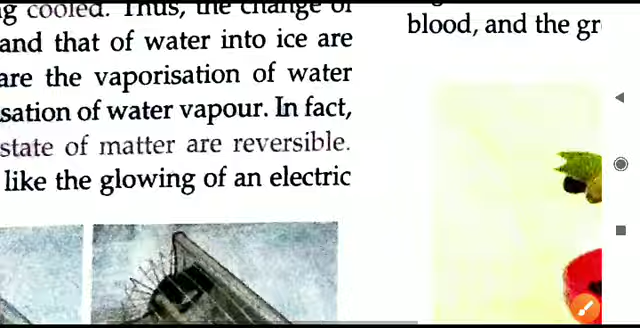 g cooled. Thus, the change of
and that of water into ice are
are the vaporisation of water
sation of water vapour. In fact,
state of matter are reversible.
like the glowing of an electric
blood, and the gr